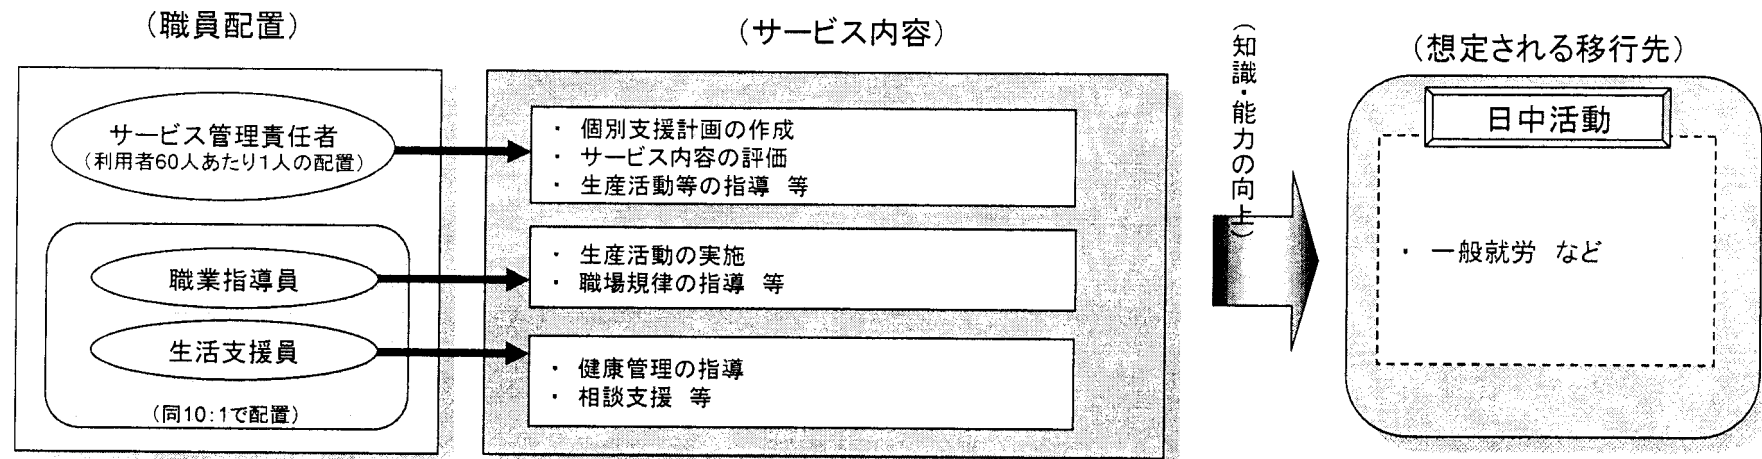 (職員配置)
サービス管理責任者
(利用者60人あたり1人の配置)
職業指導員
生活支援員
(同10:1で配置)
(サービス内容)
・ 個別支援計画の作成
・ サービス内容の評価
・ 生産活動等の指導 等
・ 生産活動の実施
・ 職場規律の指導 等
・ 健康管理の指導
・ 相談支援 等
(知識・能力の向上)
(想定される移行先)
日中活動
・ 一般就労 など